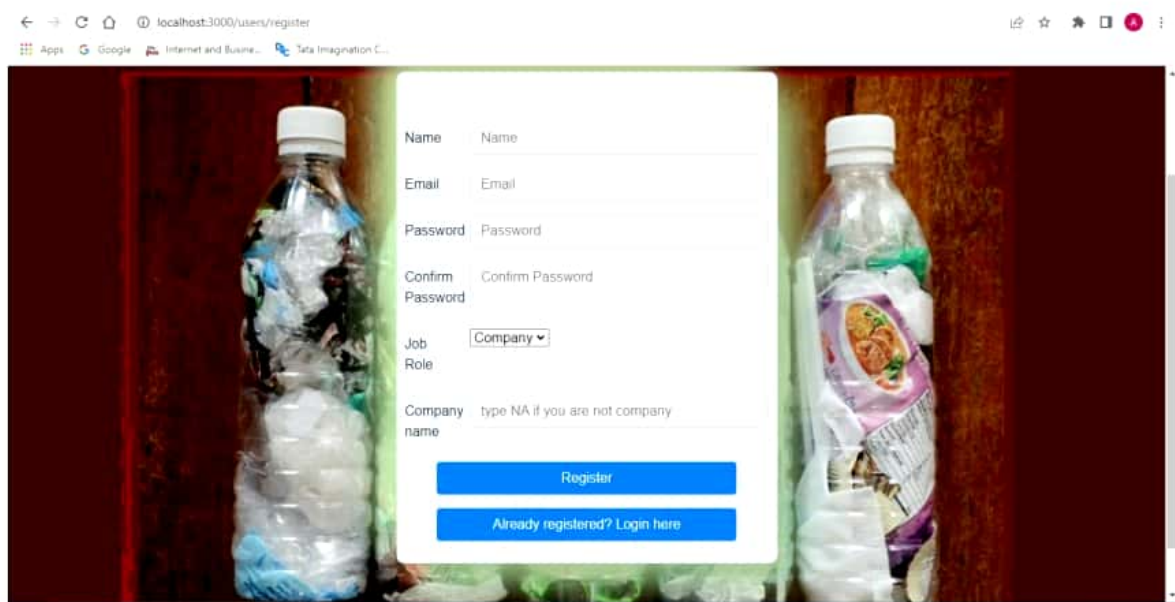 localhost:3000/users/register
A
Apps Google Internet and Busine... Tata Imagination C...
Name Name
Email Email
Password Password
Confirm Password Confirm Password
Job Role Company
Company name type NA if you are not company
Register
Already registered? Login here